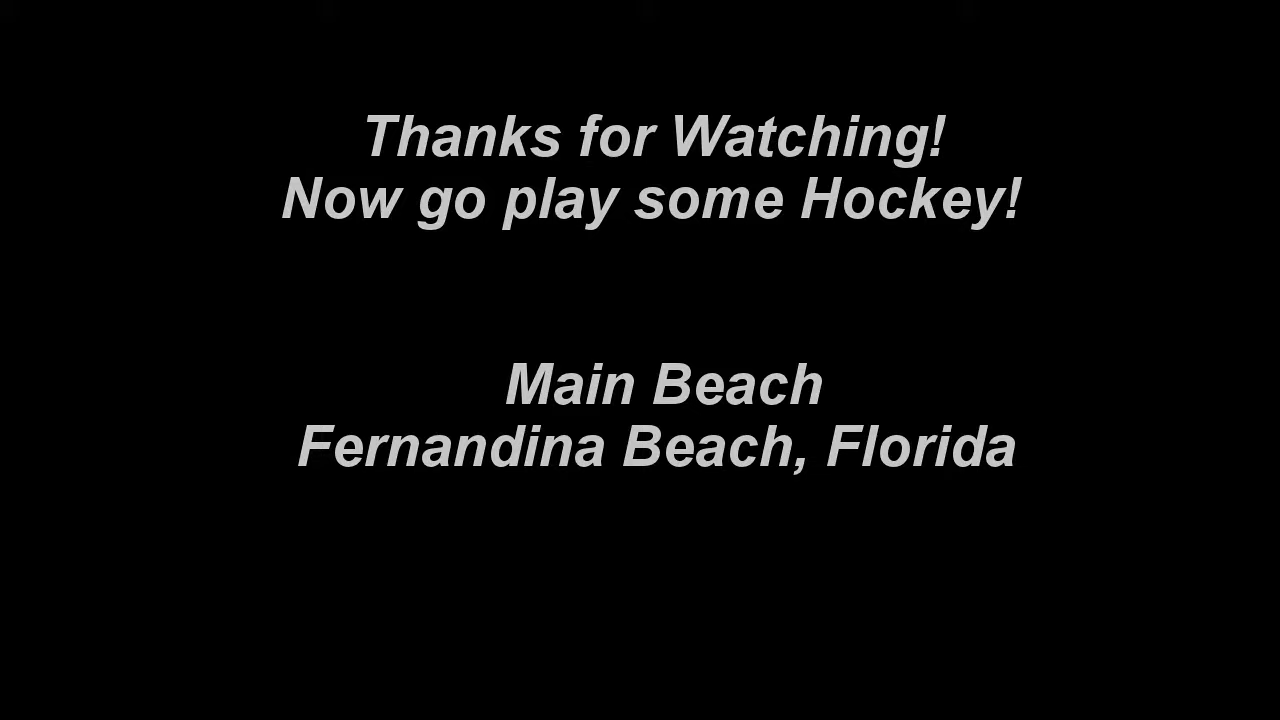 Thanks for Watching!
Now go play some Hockey!
Main Beach
Fernandina Beach, Florida